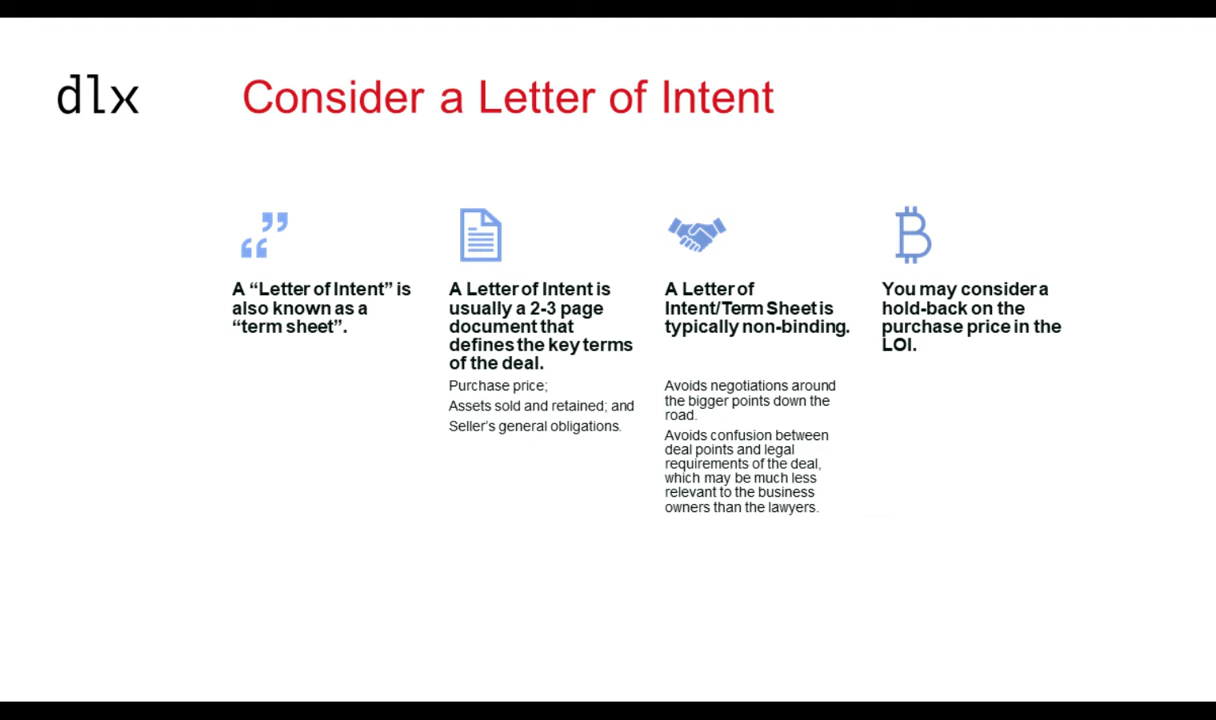 dlx
Consider a Letter of Intent
A “Letter of Intent” is
also known as a
“term sheet”.
A Letter of Intent is
usually a 2-3 page
document that
defines the key terms
of the deal.
Purchase price;
Assets sold and retained; and
Seller’s general obligations.
A Letter of
Intent/Term Sheet is
typically non-binding.
Avoids negotiations around
the bigger points down the
road.
Avoids confusion between
deal points and legal
requirements of the deal,
which may be much less
relevant to the business
owners than the lawyers.
You may consider a
hold-back on the
purchase price in the
LOI.